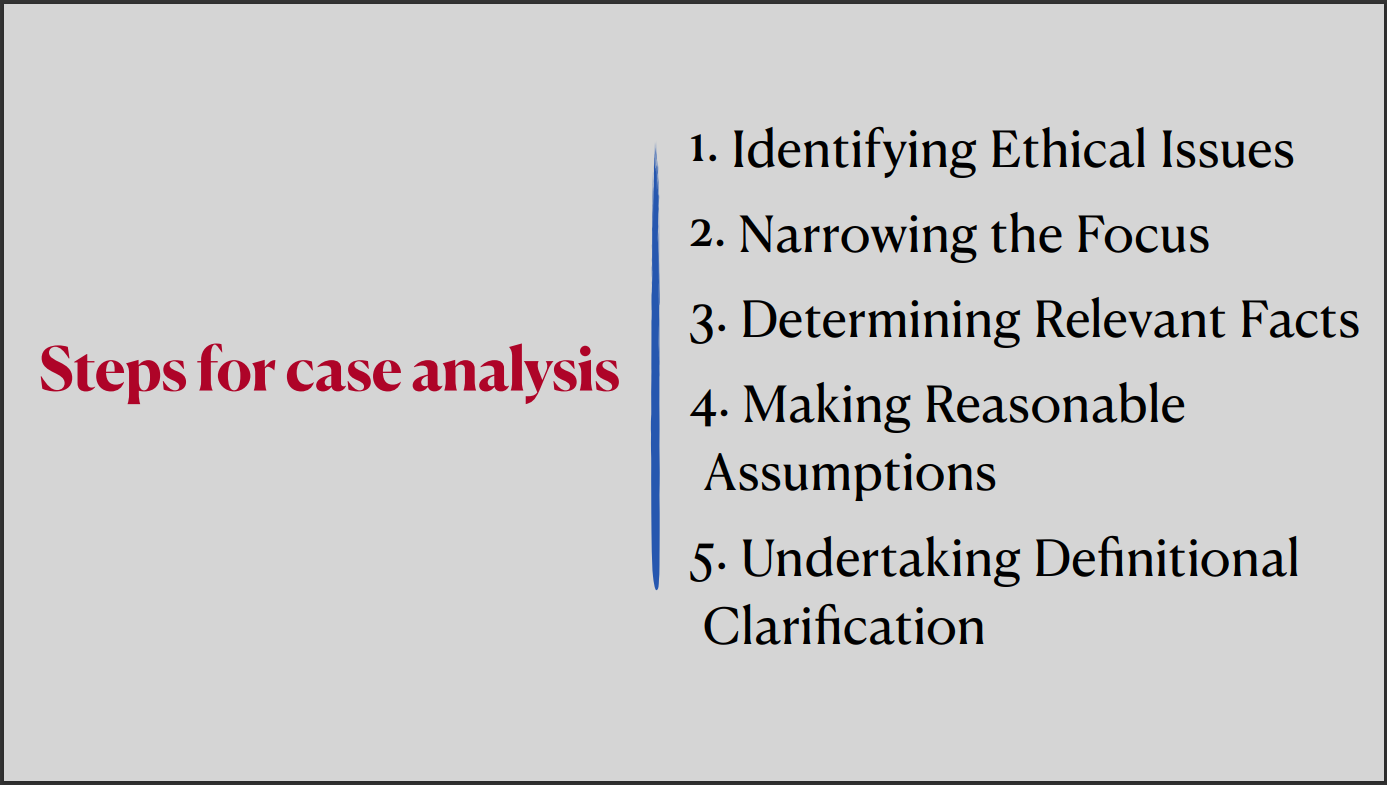 Steps for case analysis
1. Identifying Ethical Issues
2. Narrowing the Focus
3. Determining Relevant Facts
4. Making Reasonable
Assumptions
5. Undertaking Definitional
Clarification